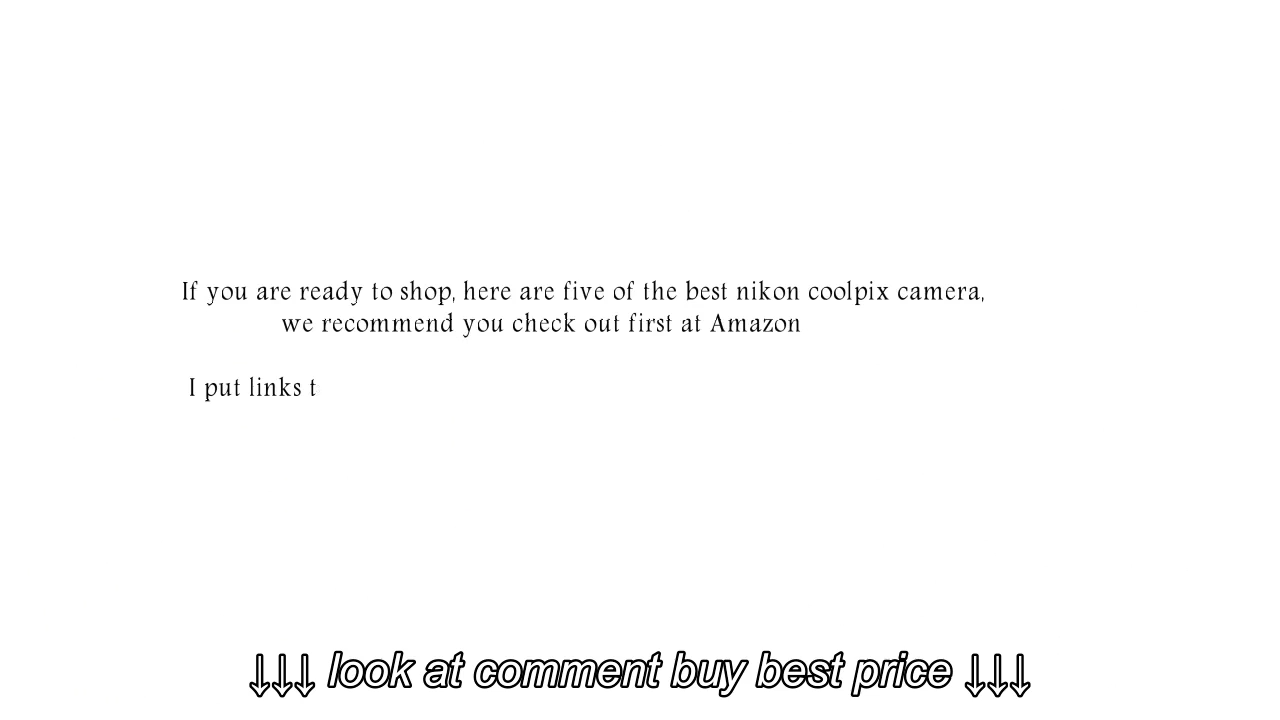 If you are ready to shop, here are five of the best nikon coolpix camera,
we recommend you check out first at Amazon
I put links t
↓↓↓ look at comment buy best price ↓↓↓